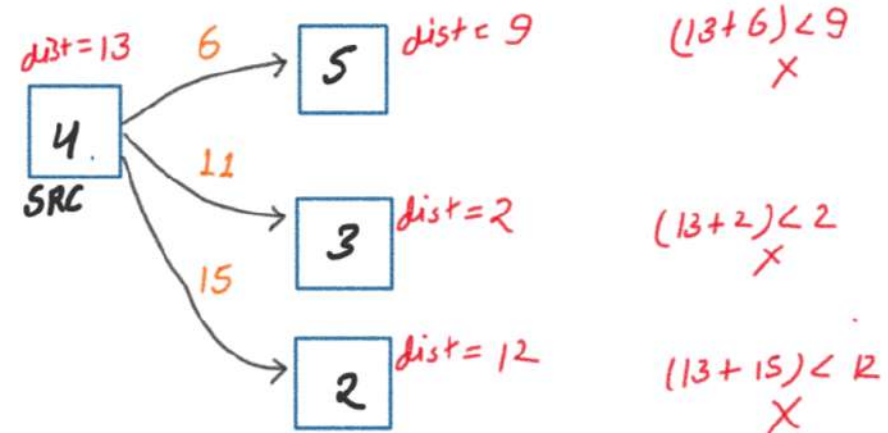 dist=13
6
5
dist= 9
(13+6)<9
X
4.
SRC
11
3
dist=2
(13+2)<2
X
15
2
dist=12
(13+15)<12
X